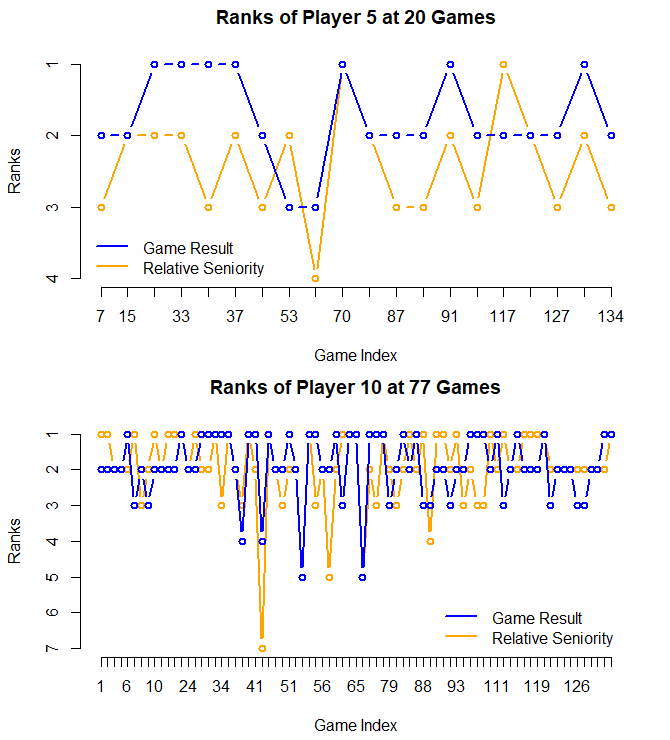 Ranks of Player 5 at 20 Games
Ranks
1
2
3
4
Game Result
Relative Seniority
7 15 33 37 53 70 87 91 117 127 134
Game Index
Ranks of Player 10 at 77 Games
Ranks
1
2
3
4
5
6
7
Game Result
Relative Seniority
1 6 10 24 34 41 51 56 65 79 88 93 111 119 126
Game Index